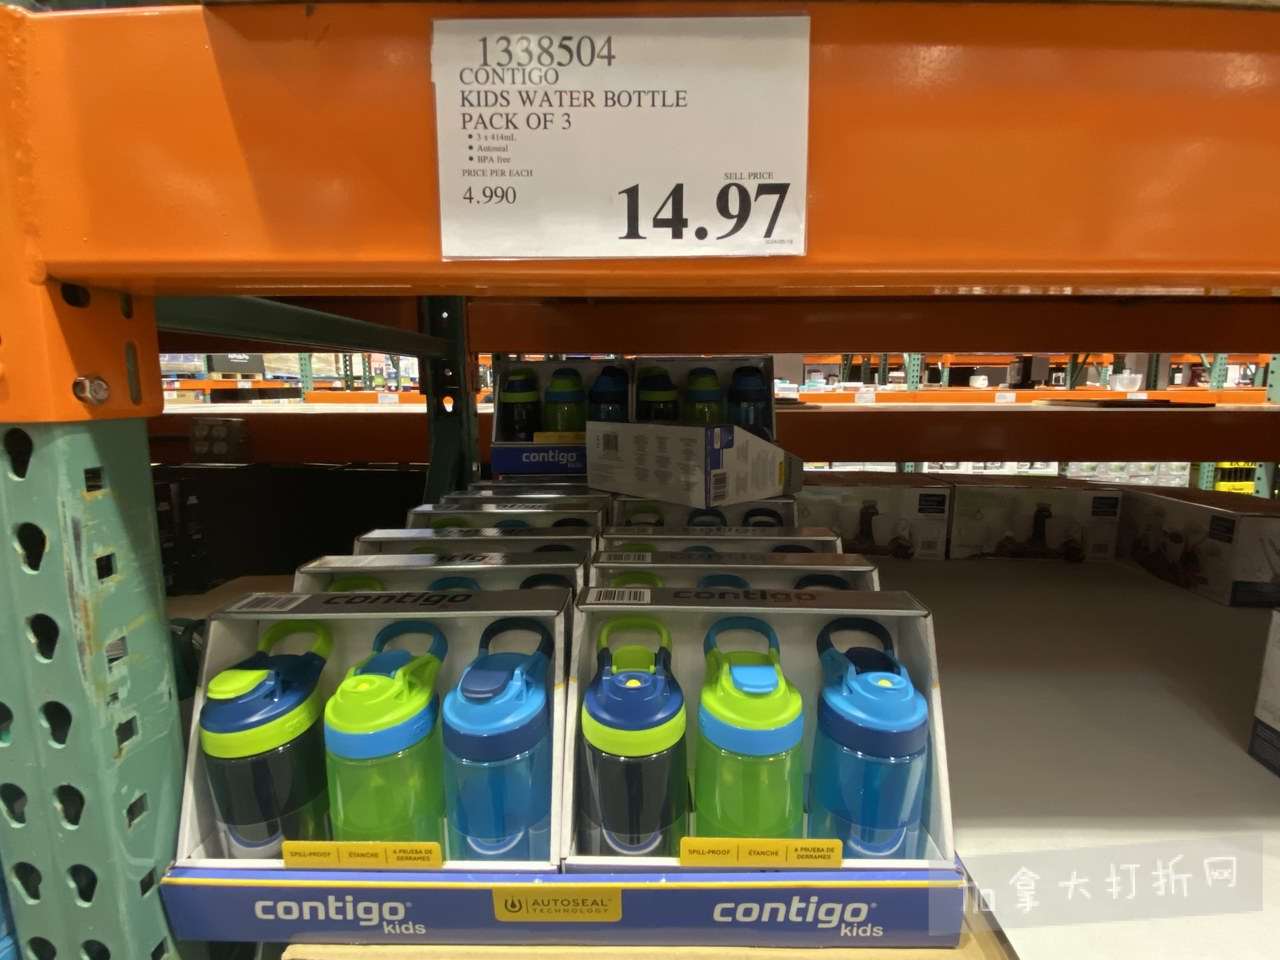 1338504
CONTIGO
KIDS WATER BOTTLE
PACK OF 3
• 3 x 414mL
• Autoseal
• BPA free
PRICE PER EACH
SELL PRICE
4.990
14.97
contigo
kids
contigo
contigo
SPILL-PROOF | ÉTANCHE | A PRUEBA DE DERRAMES
SPILL-PROOF | ÉTANCHE | A PRUEBA DE DERRAMES
contigo kids
AUTOSEAL
TECHNOLOGY
contigo kids
加拿大打折网